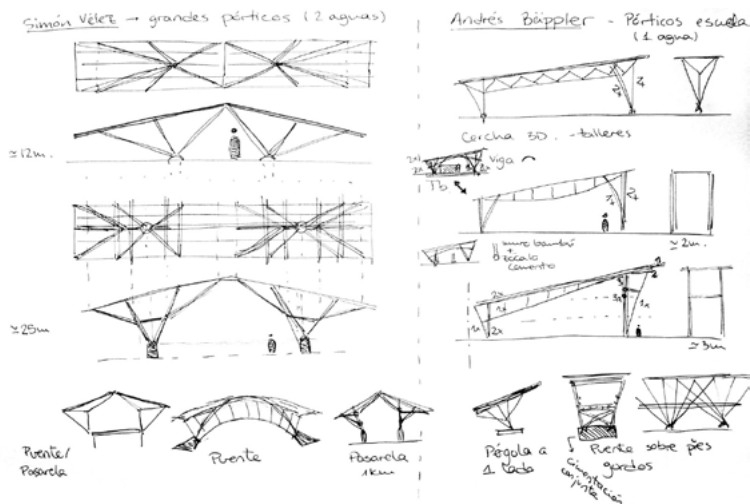 Simón Vélez → grandes pórticos (2 aguas)
≃12m.
≃25m
Puente/
Pasarela
Puente
Pasarela
1km
Andrés Bäppler - Pórticos escuela
(1 agua)
Cercha 3D. - talleres
Viga
≃2m.
muro bambú
+
zócalo
cemento
2x
2x
≃3m
Pérgola a
1 lado
Puente sobre pies
gordos
Cimentación
conjunta